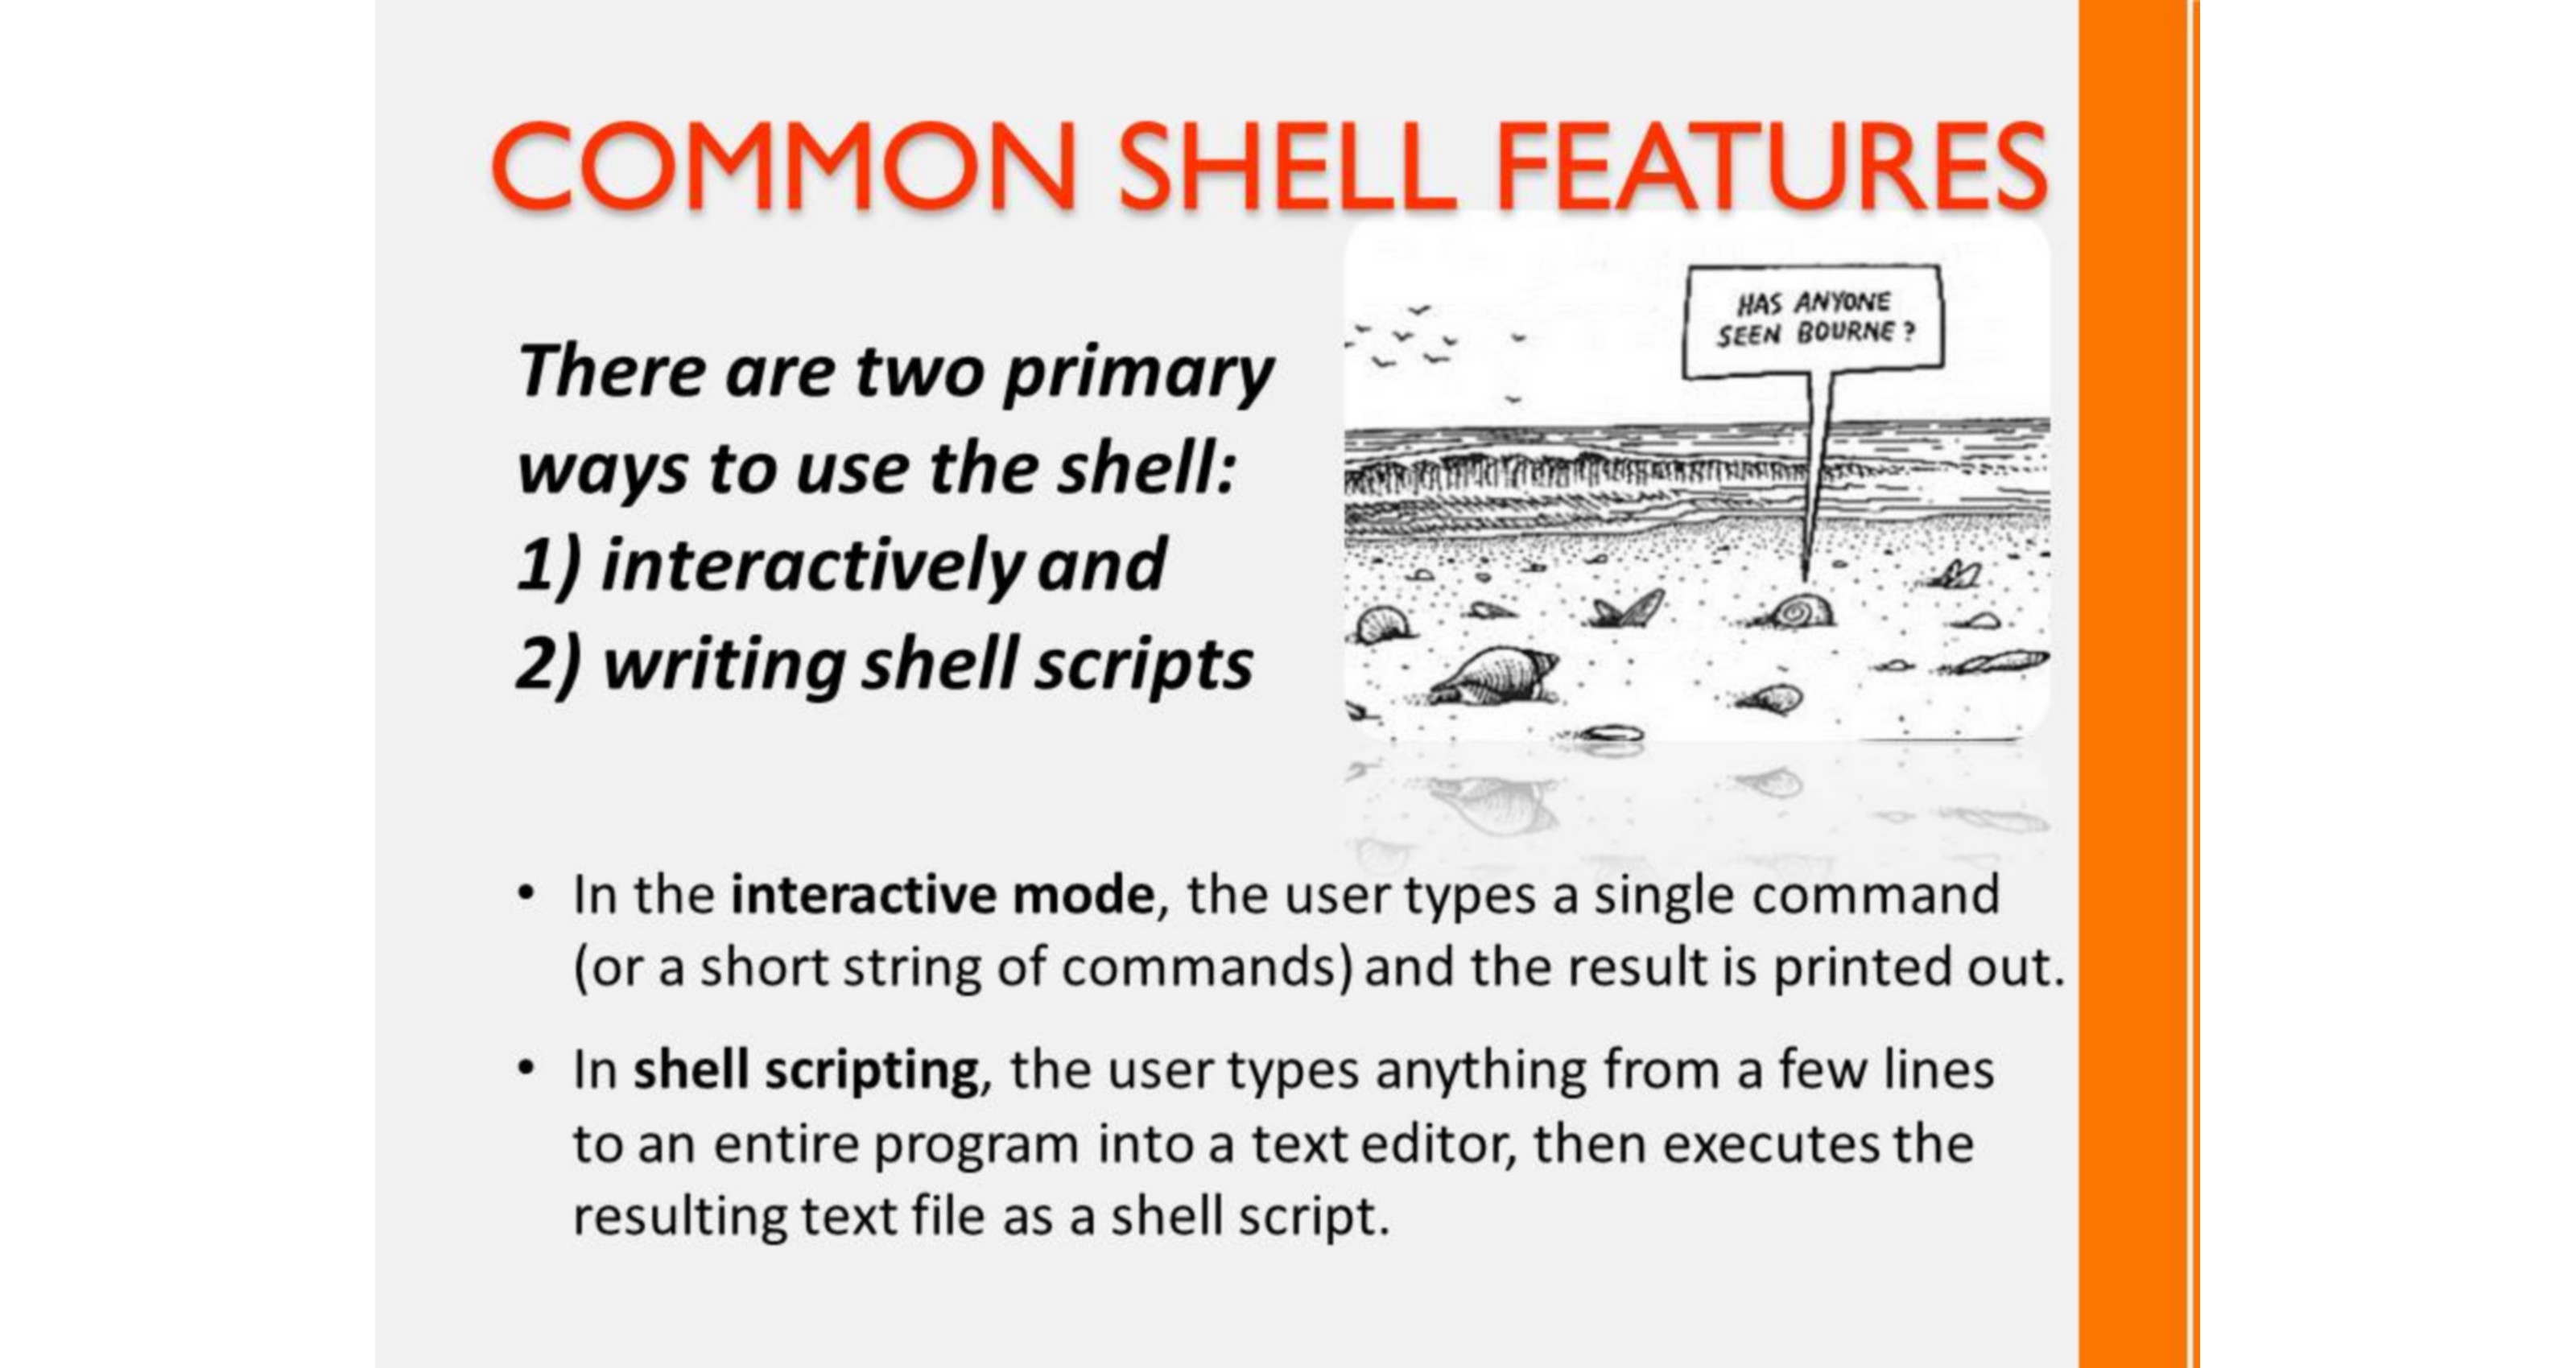 COMMON SHELL FEATURES
HAS ANYONE
SEEN BOURNE?
There are two primary
ways to use the shell:
1) interactively and
2) writing shell scripts
• In the interactive mode, the user types a single command
(or a short string of commands) and the result is printed out.
• In shell scripting, the user types anything from a few lines
to an entire program into a text editor, then executes the
resulting text file as a shell script.